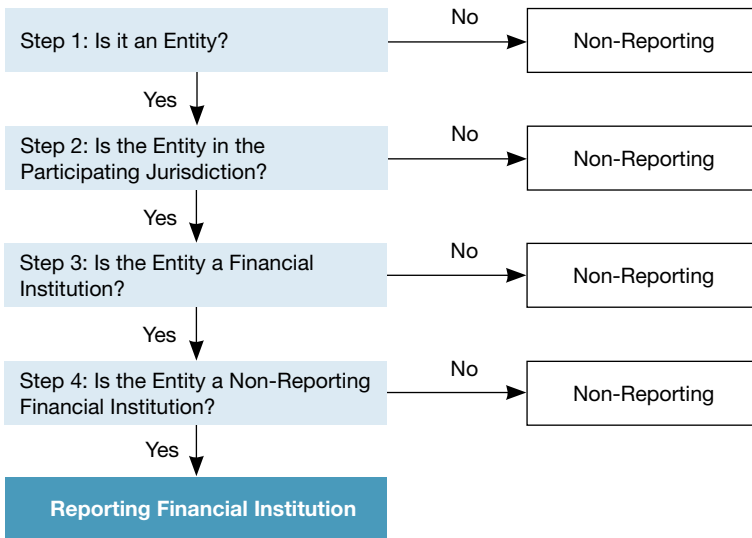 Step 1: Is it an Entity?
No
Non-Reporting
Yes
Step 2: Is the Entity in the
Participating Jurisdiction?
No
Non-Reporting
Yes
Step 3: Is the Entity a Financial
Institution?
No
Non-Reporting
Yes
Step 4: Is the Entity a Non-Reporting
Financial Institution?
No
Non-Reporting
Yes
Reporting Financial Institution